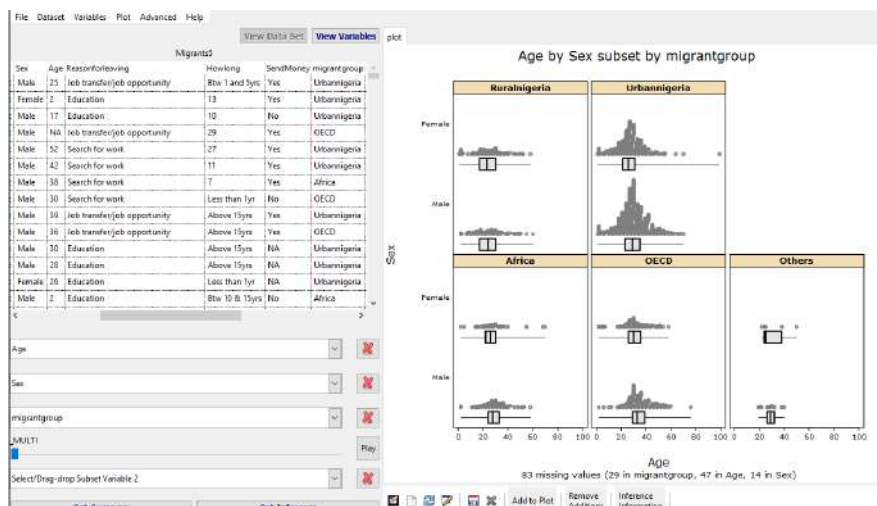 File Dataset Variables Plot Advanced Help
View Data Set View Variables
Migrants$
Sex Age Reasonforleaving Howlong SendMoney migrantgroup
Male 25 Job transfer/job opportunity Btw 1 and 5yrs Yes Urbannigeria
Female 2 Education 13 Yes Urbannigeria
Male 17 Education 10 No Urbannigeria
Male NA Job transfer/job opportunity 29 Yes OECD
Male 52 Search for work 27 Yes Urbannigeria
Male 42 Search for work 11 Yes Urbannigeria
Male 38 Search for work 7 Yes Africa
Male 30 Search for work Less than 1yr No OECD
Male 39 Job transfer/job opportunity Above 15yrs Yes Urbannigeria
Male 36 Job transfer/job opportunity Above 15yrs Yes OECD
Male 30 Education Above 15yrs NA Urbannigeria
Male 28 Education Above 15yrs NA Urbannigeria
Female 26 Education Less than 1yr NA Urbannigeria
Male 2 Education Btw 10 & 15yrs No Africa
Age
Sex
migrantgroup
_MULTI
Play
Select/Drag-drop Subset Variable 2
plot
Age by Sex subset by migrantgroup
Ruralnigeria Urbannigeria
Female
Male
Sex
Africa OECD Others
Female
Male
0 20 40 60 80 100 0 20 40 60 80 100 0 20 40 60 80 100
Age
83 missing values (29 in migrantgroup, 47 in Age, 14 in Sex)
Add to Plot Remove Additions Inference Information